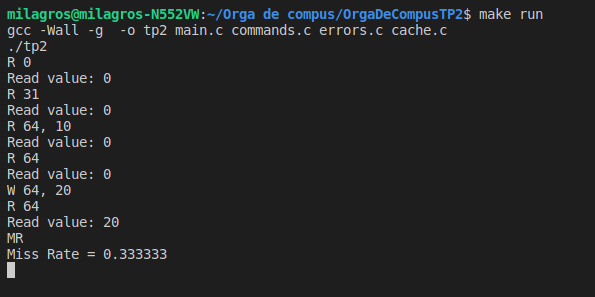 milagros@milagros-N552VW:~/Orga de compus/OrgaDeCompusTP2$ make run
gcc -Wall -g  -o tp2 main.c commands.c errors.c cache.c
./tp2
R 0
Read value: 0
R 31
Read value: 0
R 64, 10
Read value: 0
R 64
Read value: 0
W 64, 20
R 64
Read value: 20
MR
Miss Rate = 0.333333